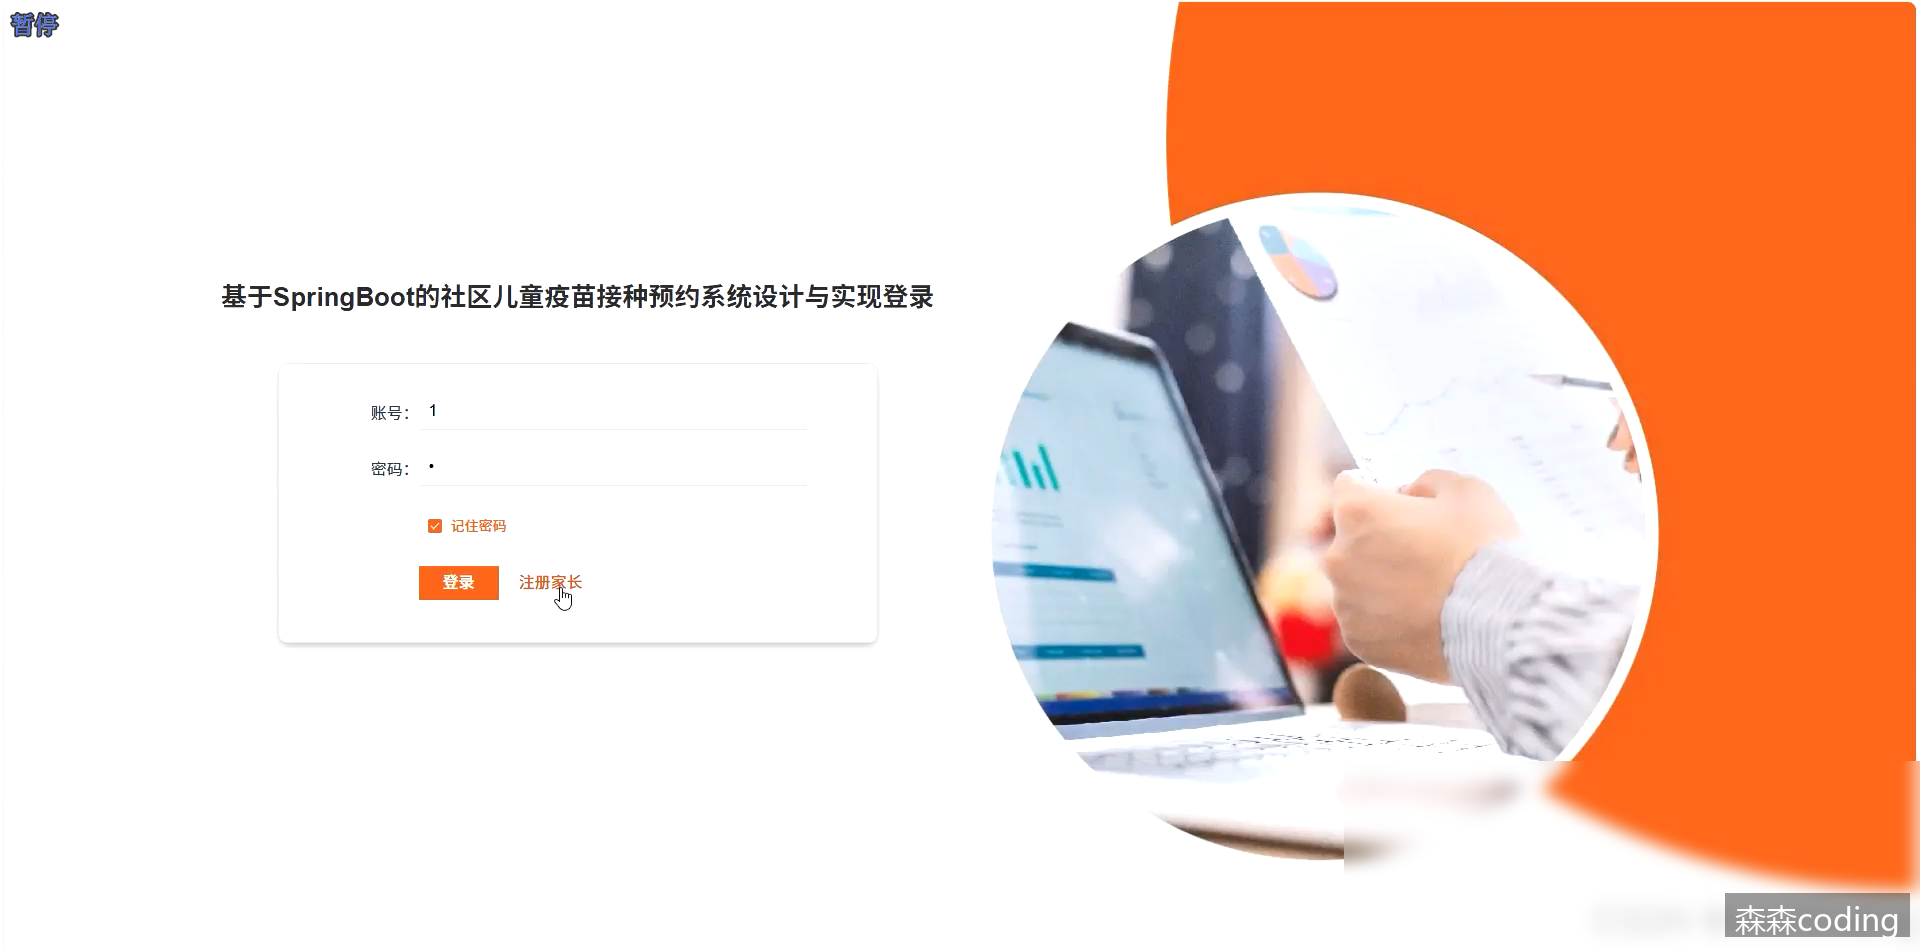 暂停
基于SpringBoot的社区儿童疫苗接种预约系统设计与实现登录
账号： 1
密码： •
记住密码
登录 注册家长
森森coding